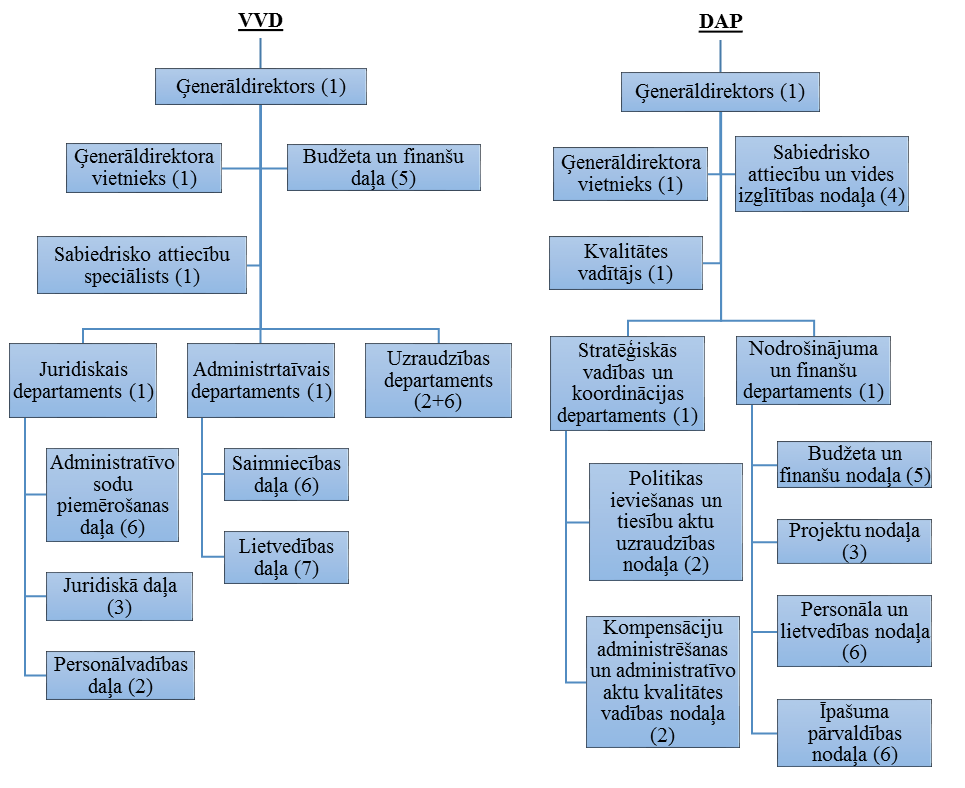 VVD
Ģenerāldirektors (1)
Ģenerāldirektora
vietnieks (1)
Budžeta un finanšu
daļa (5)
Sabiedrisko attiecību
speciālists (1)
Juridiskais
departaments (1)
Administrtaīvais
departaments (1)
Uzraudzības
departaments
(2+6)
Administratīvo
sodu
piemērošanas
daļa (6)
Juridiskā daļa
(3)
Personālvadības
daļa (2)
Saimniecības
daļa (6)
Lietvedības
daļa (7)
DAP
Ģenerāldirektors (1)
Ģenerāldirektora
vietnieks (1)
Sabiedrisko
attiecību un vides
izglītības nodaļa (4)
Kvalitātes
vadītājs (1)
Stratēģiskās
vadības un
koordinācijas
departaments (1)
Nodrošinājuma
un finanšu
departaments (1)
Politikas
ieviešanas un
tiesību aktu
uzraudzības
nodaļa (2)
Kompensāciju
administrēšanas
un administratīvo
aktu kvalitātes
vadības nodaļa
(2)
Budžeta un
finanšu nodaļa (5)
Projektu nodaļa
(3)
Personāla un
lietvedības nodaļa
(6)
Īpašuma
pārvaldības
nodaļa (6)